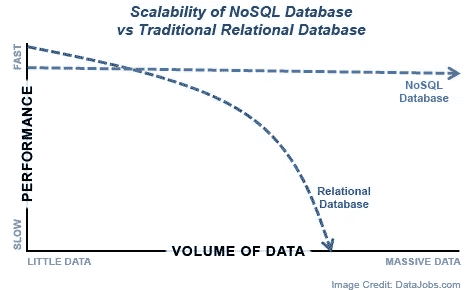 Scalability of NoSQL Database
vs Traditional Relational Database
FAST
PERFORMANCE
SLOW
NoSQL
Database
Relational
Database
LITTLE DATA
VOLUME OF DATA
MASSIVE DATA
Image Credit: DataJobs.com